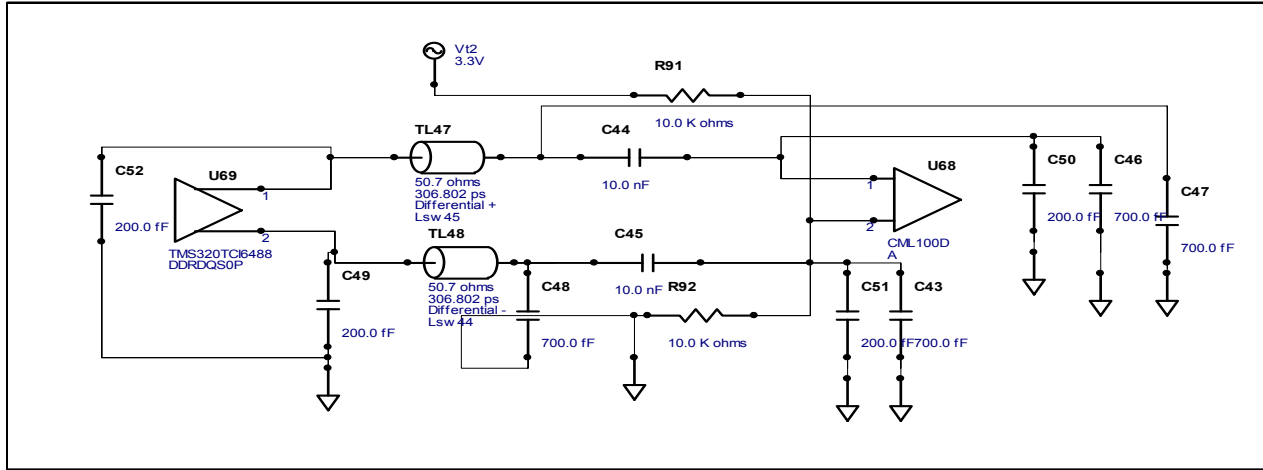 Vt2
3.3V
R91
10.0 K ohms
TL47
50.7 ohms
306.802 ps
Differential +
Lsw 45
C44
10.0 nF
C52
200.0 fF
U69
1
2
TMS320TCI6488
DDRDQS0P
U68
1
2
CML100D
A
C50
200.0 fF
C46
700.0 fF
C47
700.0 fF
TL48
50.7 ohms
306.802 ps
Differential -
Lsw 44
C45
10.0 nF
C49
200.0 fF
C48
700.0 fF
R92
10.0 K ohms
C51
200.0 fF
C43
700.0 fF